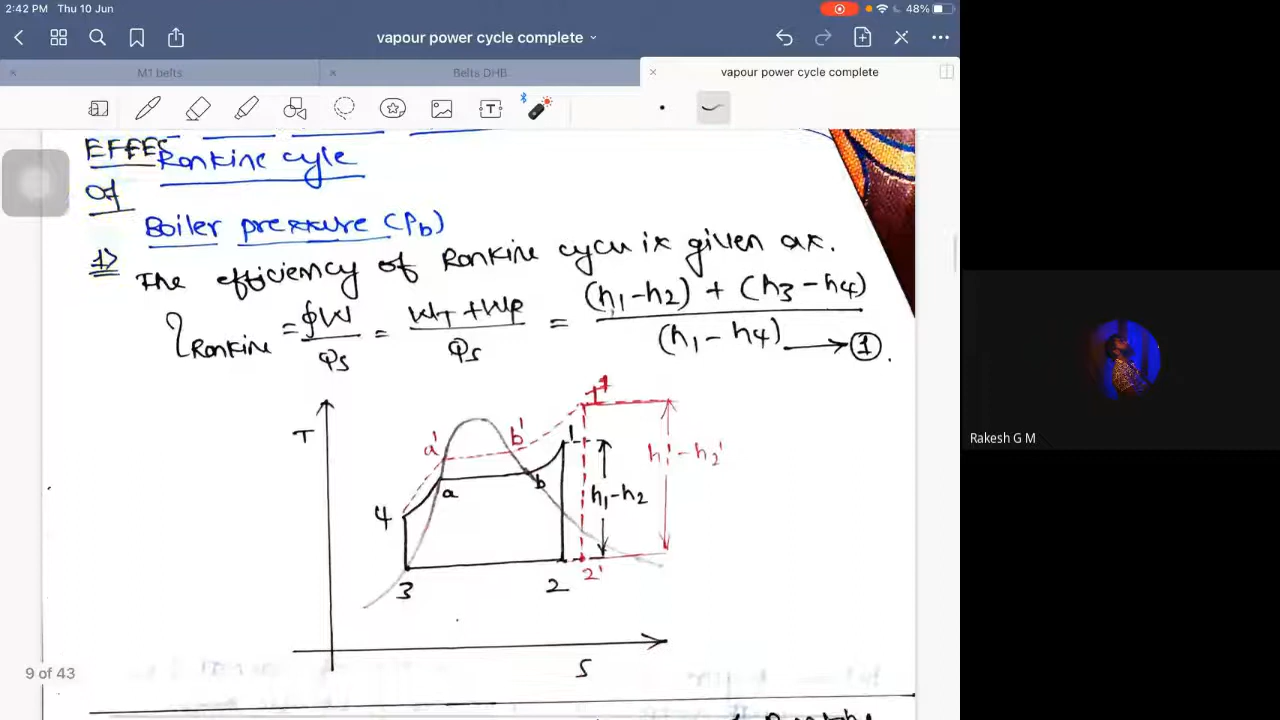 2:42 PM Thu 10 Jun
48%
vapour power cycle complete
M1 belts
Belts DHB
vapour power cycle complete
EFFEC Rankine cycle
Of
Boiler pressure (Pb)
1> The efficiency of Rankine cycle is given as.
ηRankine = ∮W/Qs = WT + WP/Qs = (h1-h2) + (h3-h4)/(h1-h4) → 1.
T
1'
a'
b'
1
h1'-h2'
a
b
h1-h2
4
3
2
2'
S
9 of 43
Rakesh G M